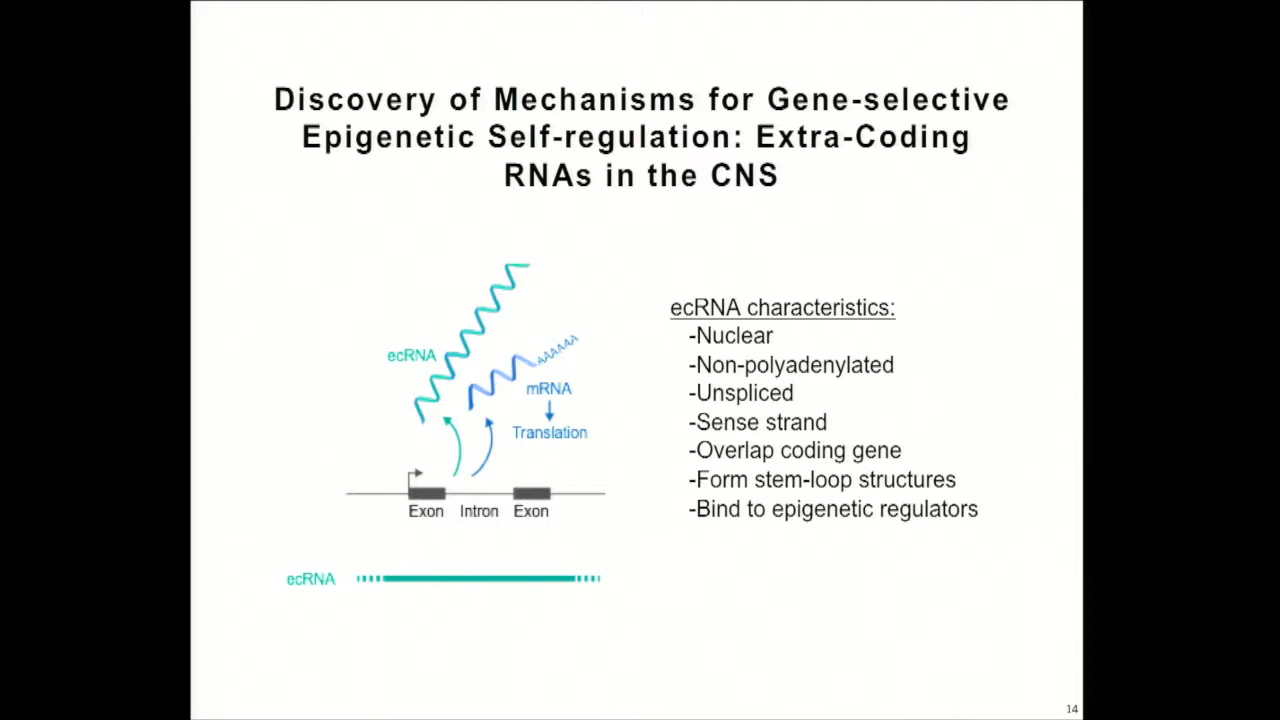 Discovery of Mechanisms for Gene-selective
Epigenetic Self-regulation: Extra-Coding
RNAs in the CNS
ecRNA
AAAAAA
mRNA
Translation
Exon Intron Exon
ecRNA
ecRNA characteristics:
-Nuclear
-Non-polyadenylated
-Unspliced
-Sense strand
-Overlap coding gene
-Form stem-loop structures
-Bind to epigenetic regulators
14